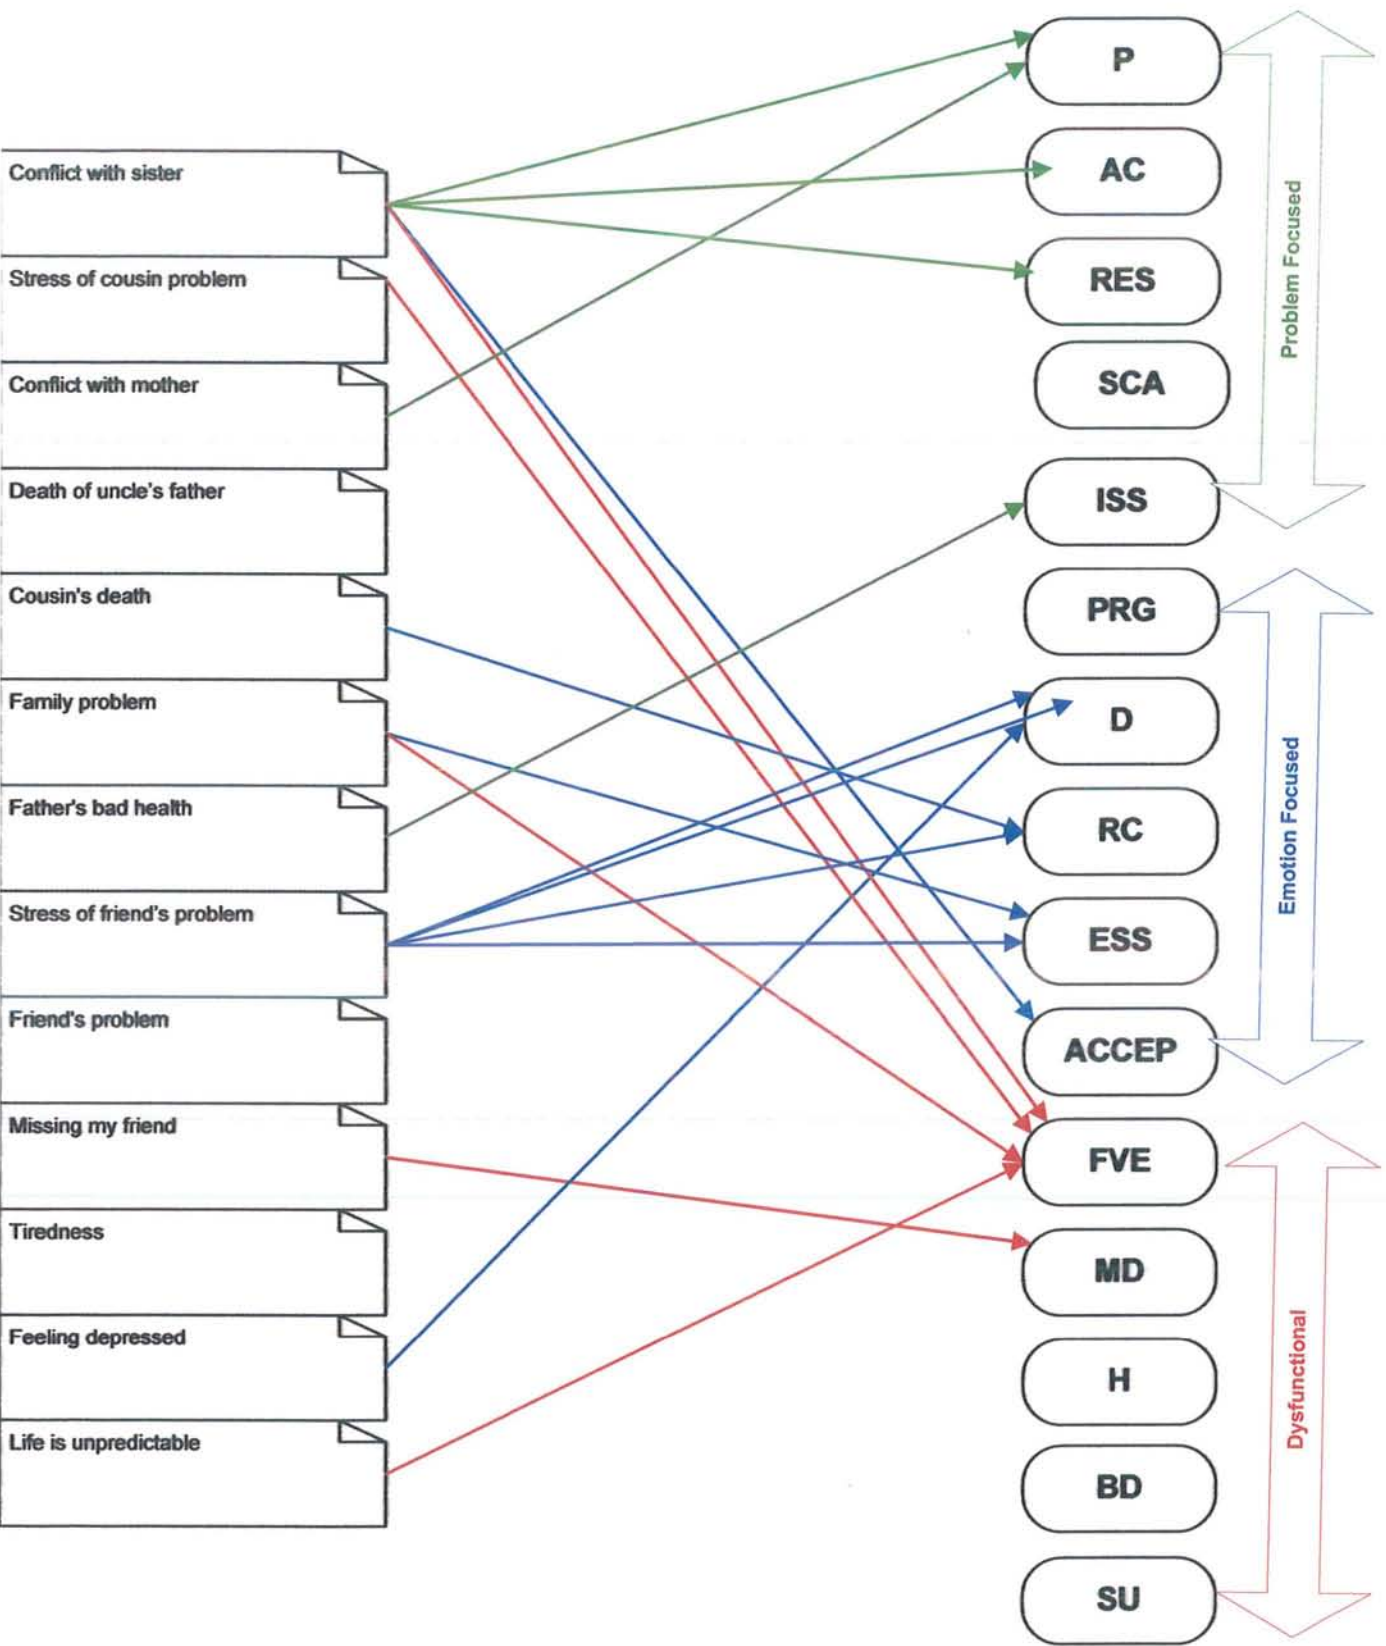 Conflict with sister
Stress of cousin problem
Conflict with mother
Death of uncle's father
Cousin's death
Family problem
Father's bad health
Stress of friend's problem
Friend's problem
Missing my friend
Tiredness
Feeling depressed
Life is unpredictable
P
AC
RES
SCA
ISS
PRG
D
RC
ESS
ACCEP
FVE
MD
H
BD
SU
Problem Focused
Emotion Focused
Dysfunctional